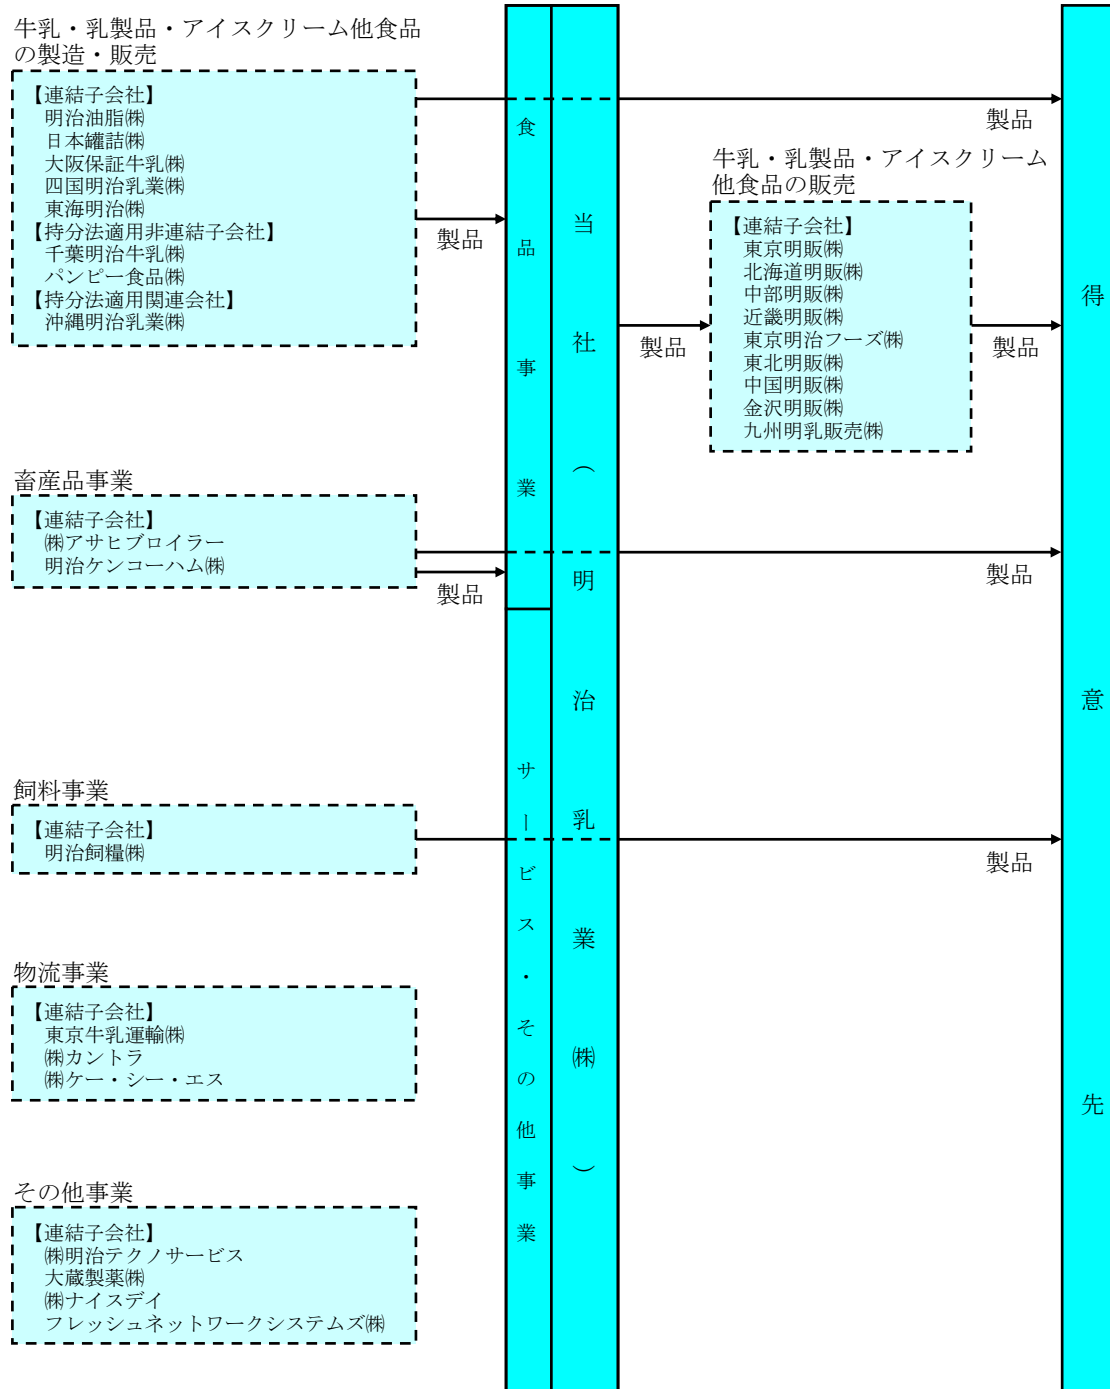 牛乳・乳製品・アイスクリーム他食品
の製造・販売
【連結子会社】
明治油脂㈱
日本罐詰㈱
大阪保証牛乳㈱
四国明治乳業㈱
東海明治㈱
【持分法適用非連結子会社】
千葉明治牛乳㈱
パンピー食品㈱
【持分法適用関連会社】
沖縄明治乳業㈱
製品
畜産品事業
【連結子会社】
㈱アサヒブロイラー
明治ケンコーハム㈱
製品
飼料事業
【連結子会社】
明治飼糧㈱
物流事業
【連結子会社】
東京牛乳運輸㈱
㈱カントラ
㈱ケー・シー・エス
その他事業
【連結子会社】
㈱明治テクノサービス
大蔵製薬㈱
㈱ナイスデイ
フレッシュネットワークシステムズ㈱
食品事業
サービス・その他事業
当社（明治乳業㈱）
製品
牛乳・乳製品・アイスクリーム
他食品の販売
【連結子会社】
東京明販㈱
北海道明販㈱
中部明販㈱
近畿明販㈱
東京明治フーズ㈱
東北明販㈱
中国明販㈱
金沢明販㈱
九州明乳販売㈱
製品
製品
製品
製品
得意先